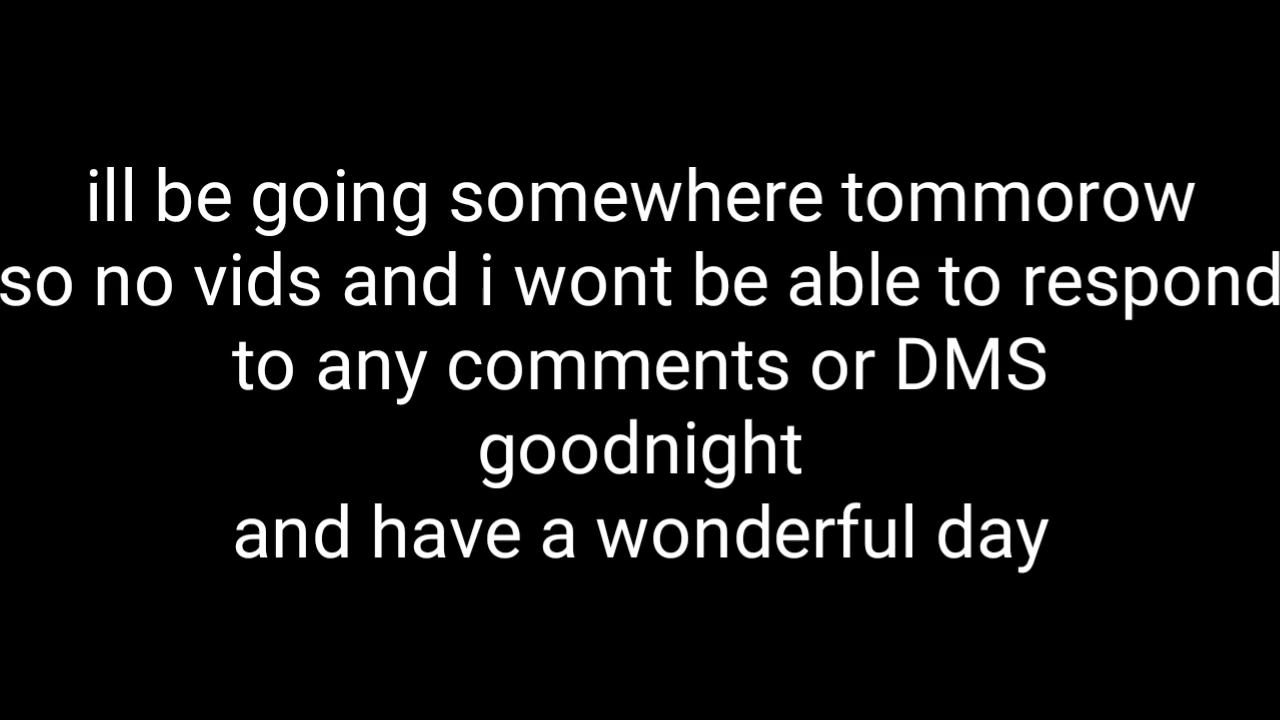 ill be going somewhere tommorow
so no vids and i wont be able to respond
to any comments or DMS
goodnight
and have a wonderful day